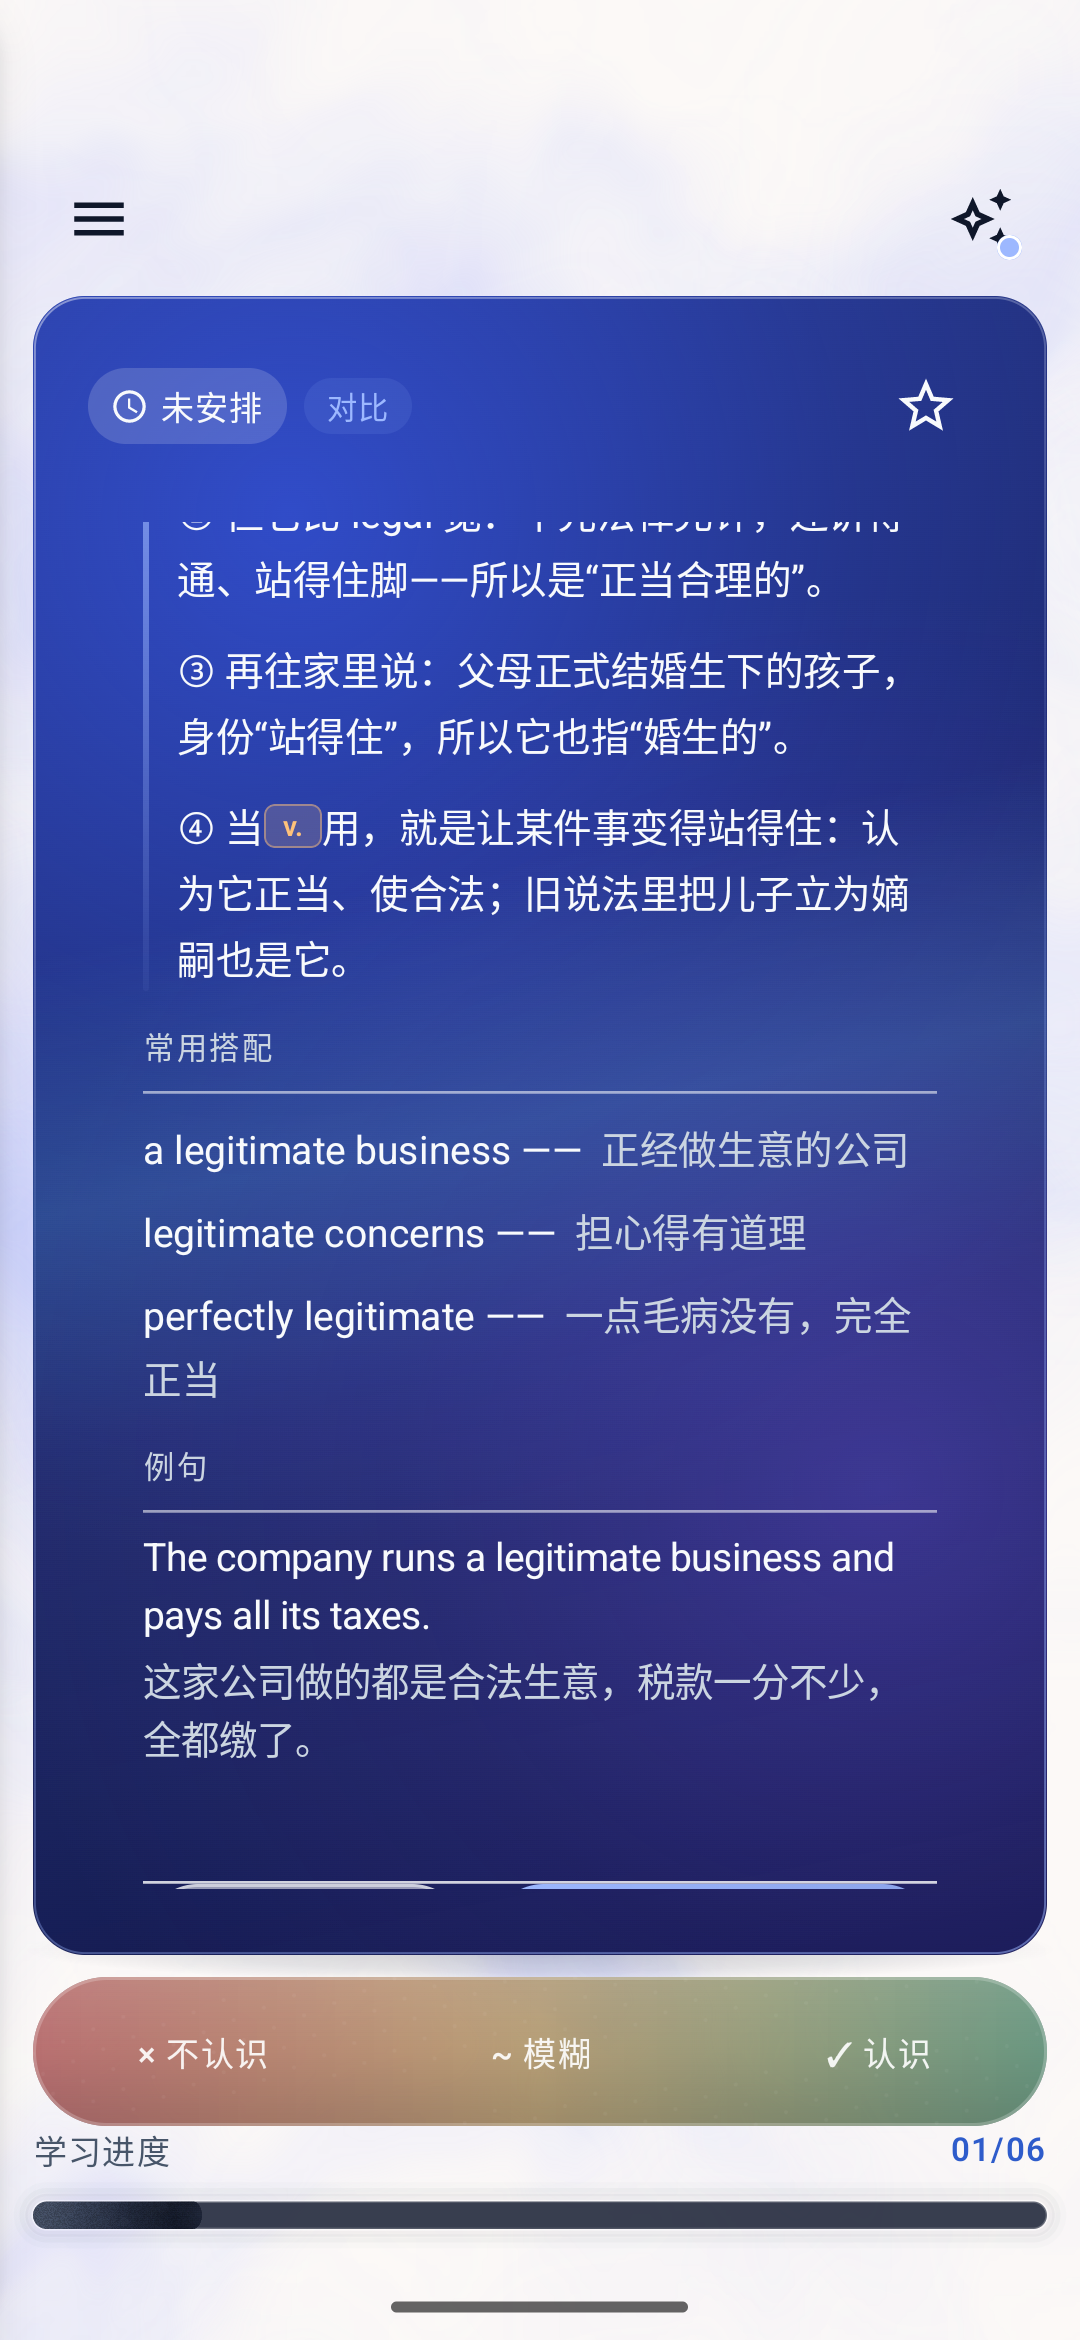 未安排 对比
通、站得住脚——所以是“正当合理的”。
③ 再往家里说：父母正式结婚生下的孩子，
身份“站得住”，所以它也指“婚生的”。
④ 当 v. 用，就是让某件事变得站得住：认
为它正当、使合法；旧说法里把儿子立为嫡
嗣也是它。
常用搭配
a legitimate business —— 正经做生意的公司
legitimate concerns —— 担心得有道理
perfectly legitimate —— 一点毛病没有，完全
正当
例句
The company runs a legitimate business and
pays all its taxes.
这家公司做的都是合法生意，税款一分不少，
全都缴了。
× 不认识 ~ 模糊 ✓ 认识
学习进度 01/06